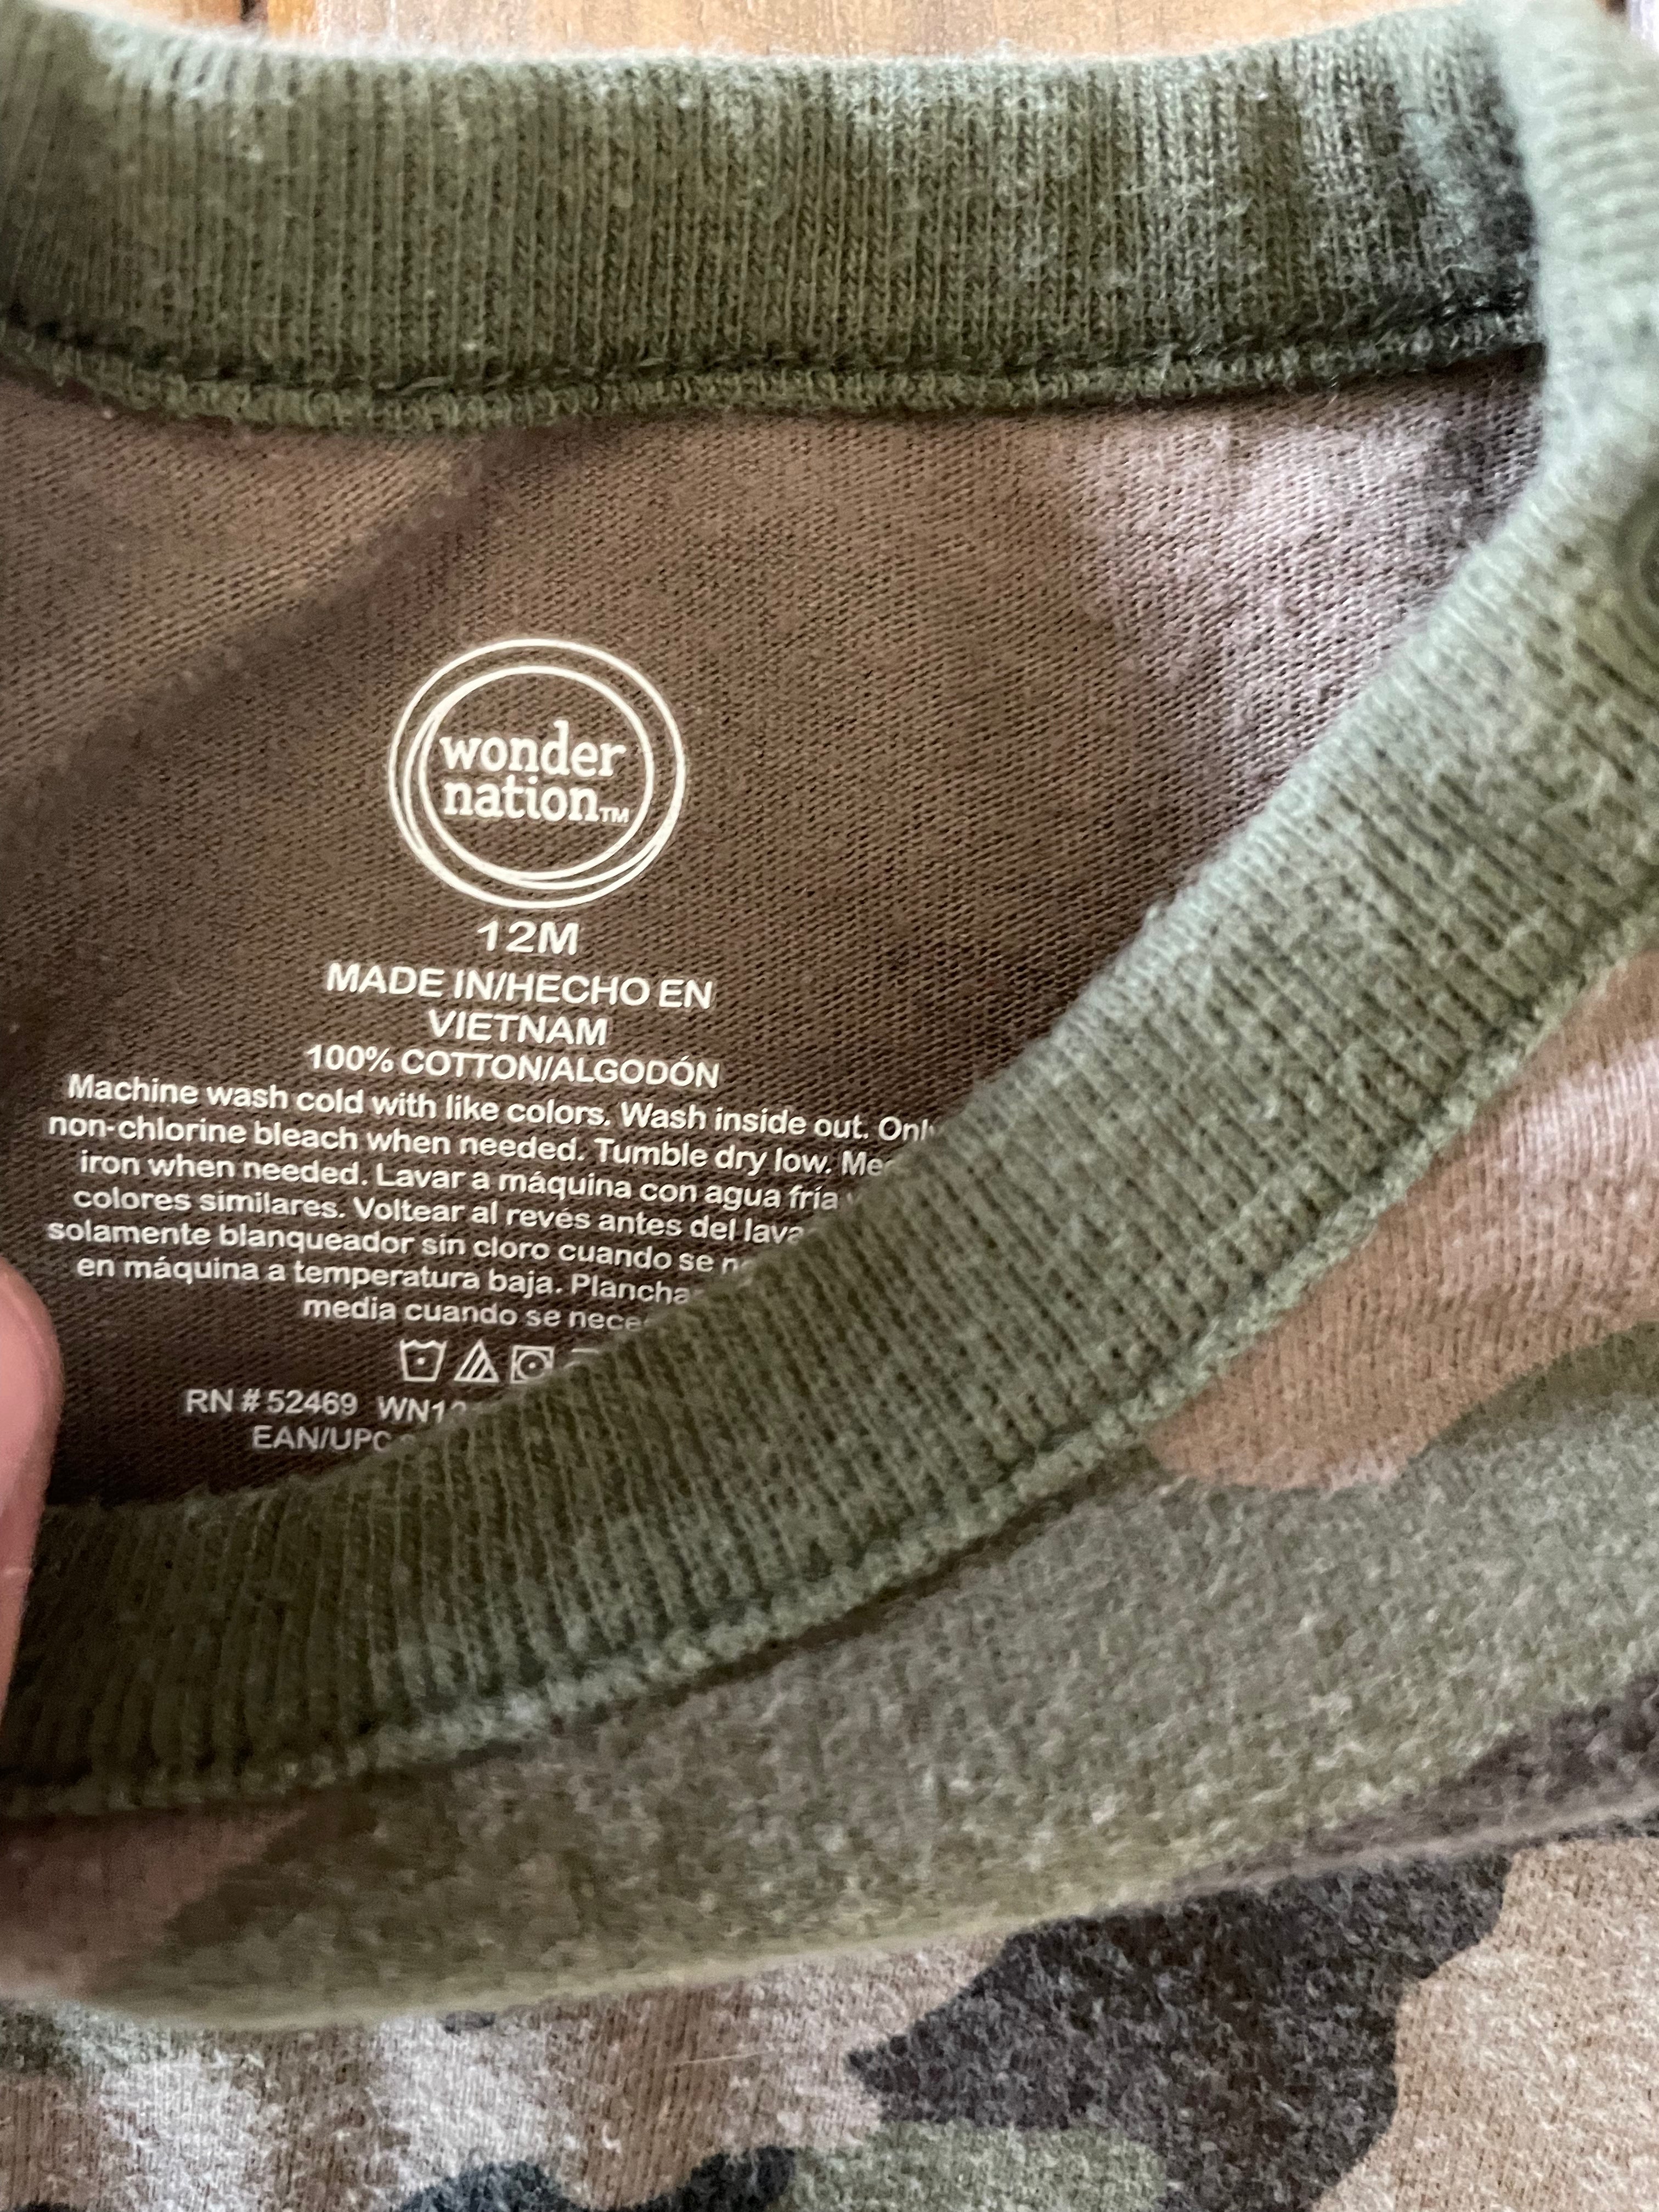 wonder
nation™
12M
MADE IN/HECHO EN
VIETNAM
100% COTTON/ALGODÓN
Machine wash cold with like colors. Wash inside out.
non-chlorine bleach when needed. Tumble dry low.
iron when needed. Lavar a máquina con agua fría
colores similares. Voltear al revés antes del
solamente blanqueador sin cloro cuando se
en máquina a temperatura baja.
media cuando se
RN # 52469
EAN/UPC